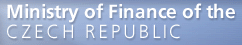 Ministry of Finance of the
CZECH REPUBLIC